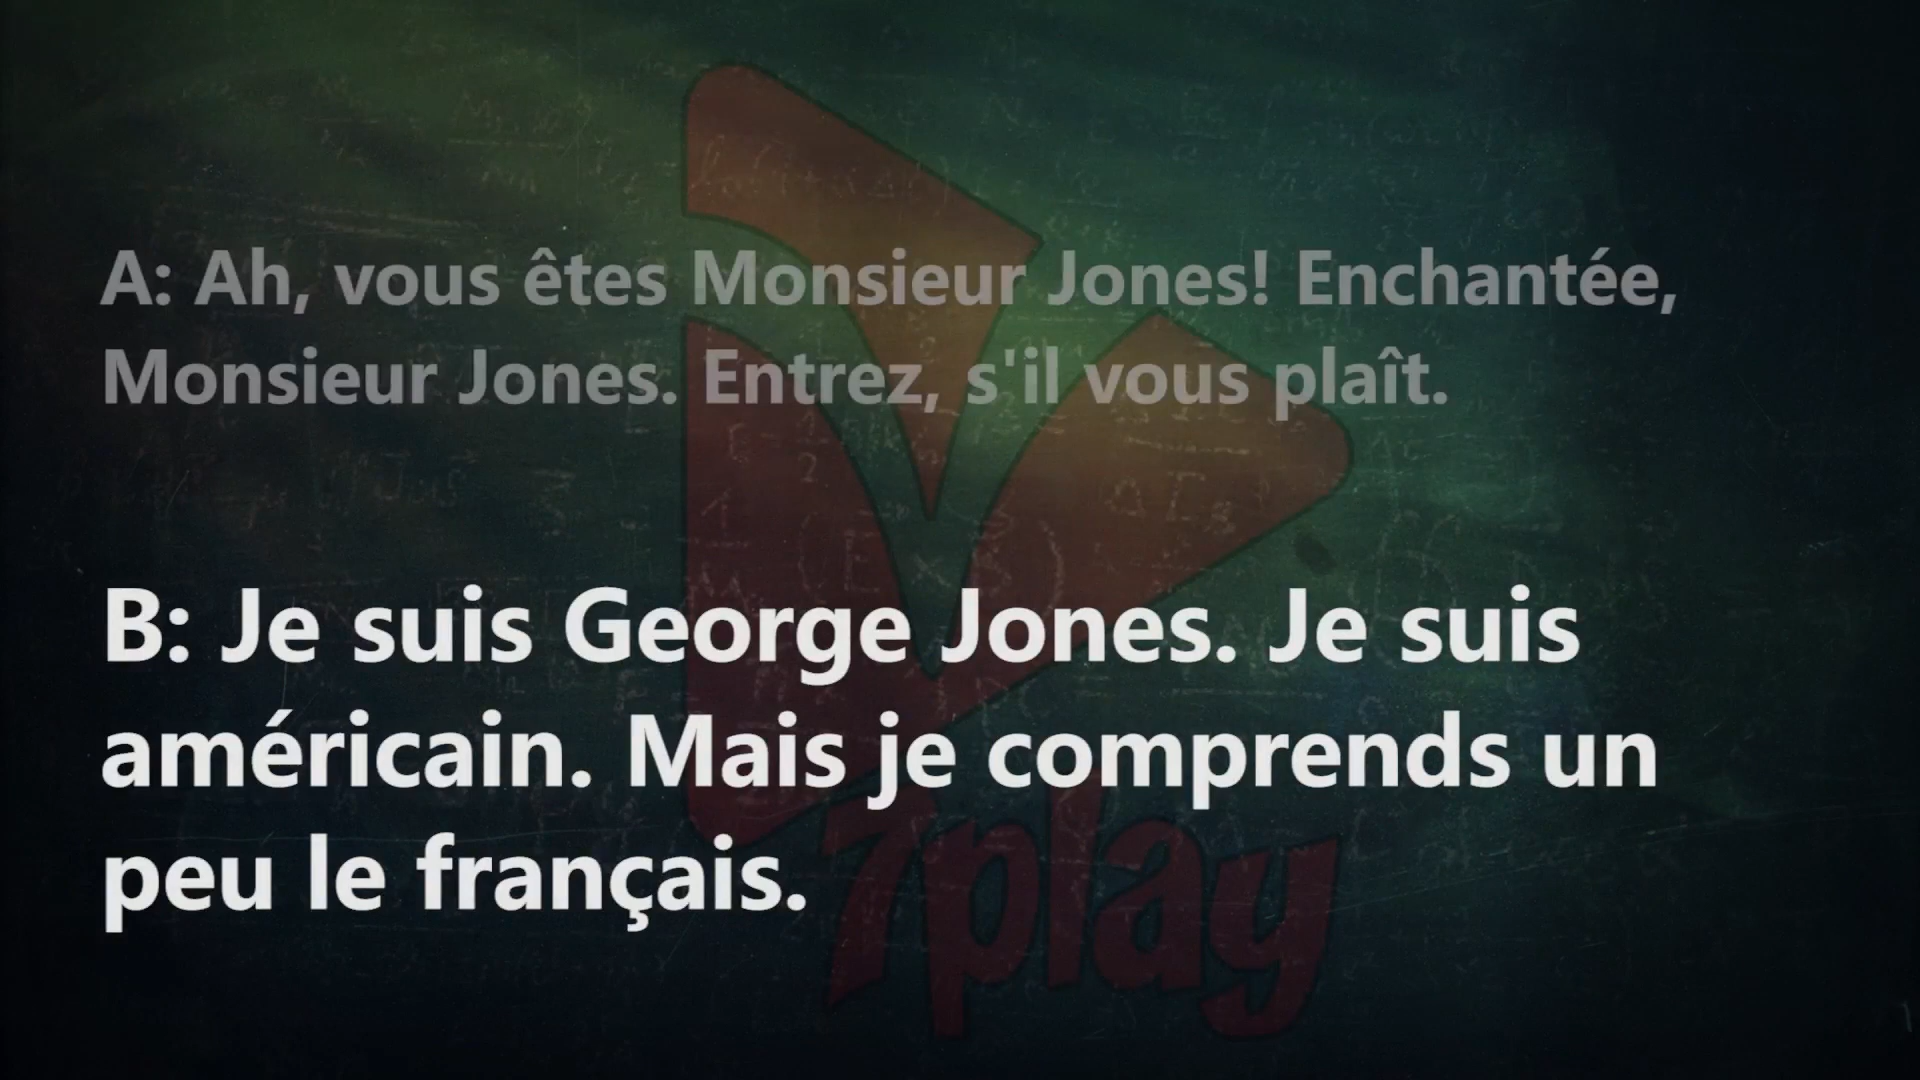 A: Ah, vous êtes Monsieur Jones! Enchantée,
Monsieur Jones. Entrez, s'il vous plaît.
B: Je suis George Jones. Je suis
américain. Mais je comprends un
peu le français.
7play